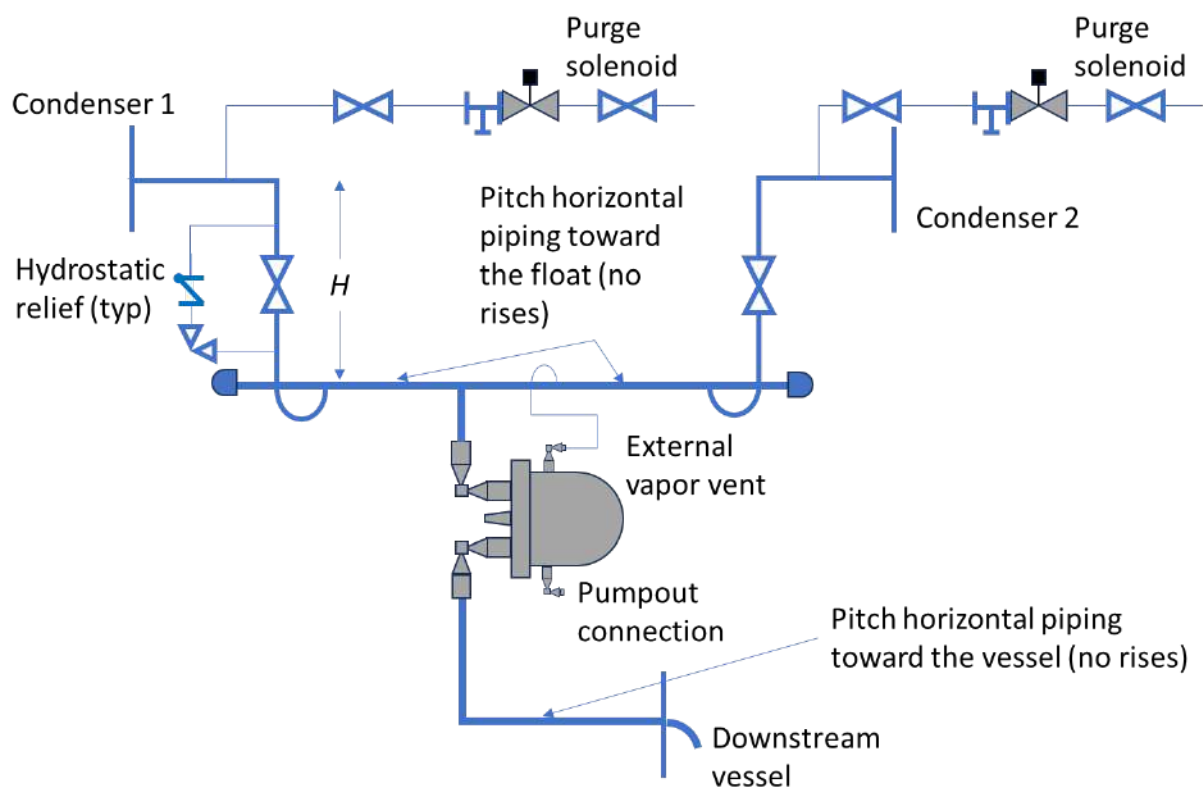 Purge
solenoid
Purge
solenoid
Condenser 1
Pitch horizontal
piping toward
the float (no
rises)
Condenser 2
Hydrostatic
relief (typ)
H
External
vapor vent
Pumpout
connection
Pitch horizontal piping
toward the vessel (no rises)
Downstream
vessel